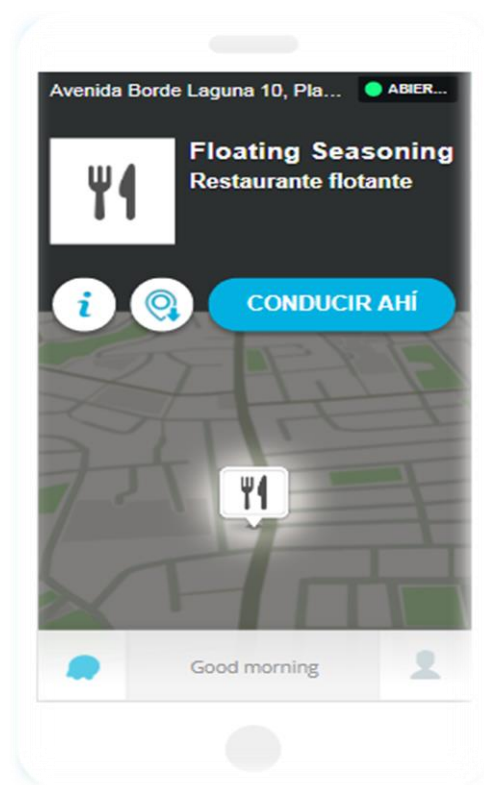 Avenida Borde Laguna 10, Pla...
ABIER...
Floating Seasoning
Restaurante flotante
i
CONDUCIR AHÍ
Good morning